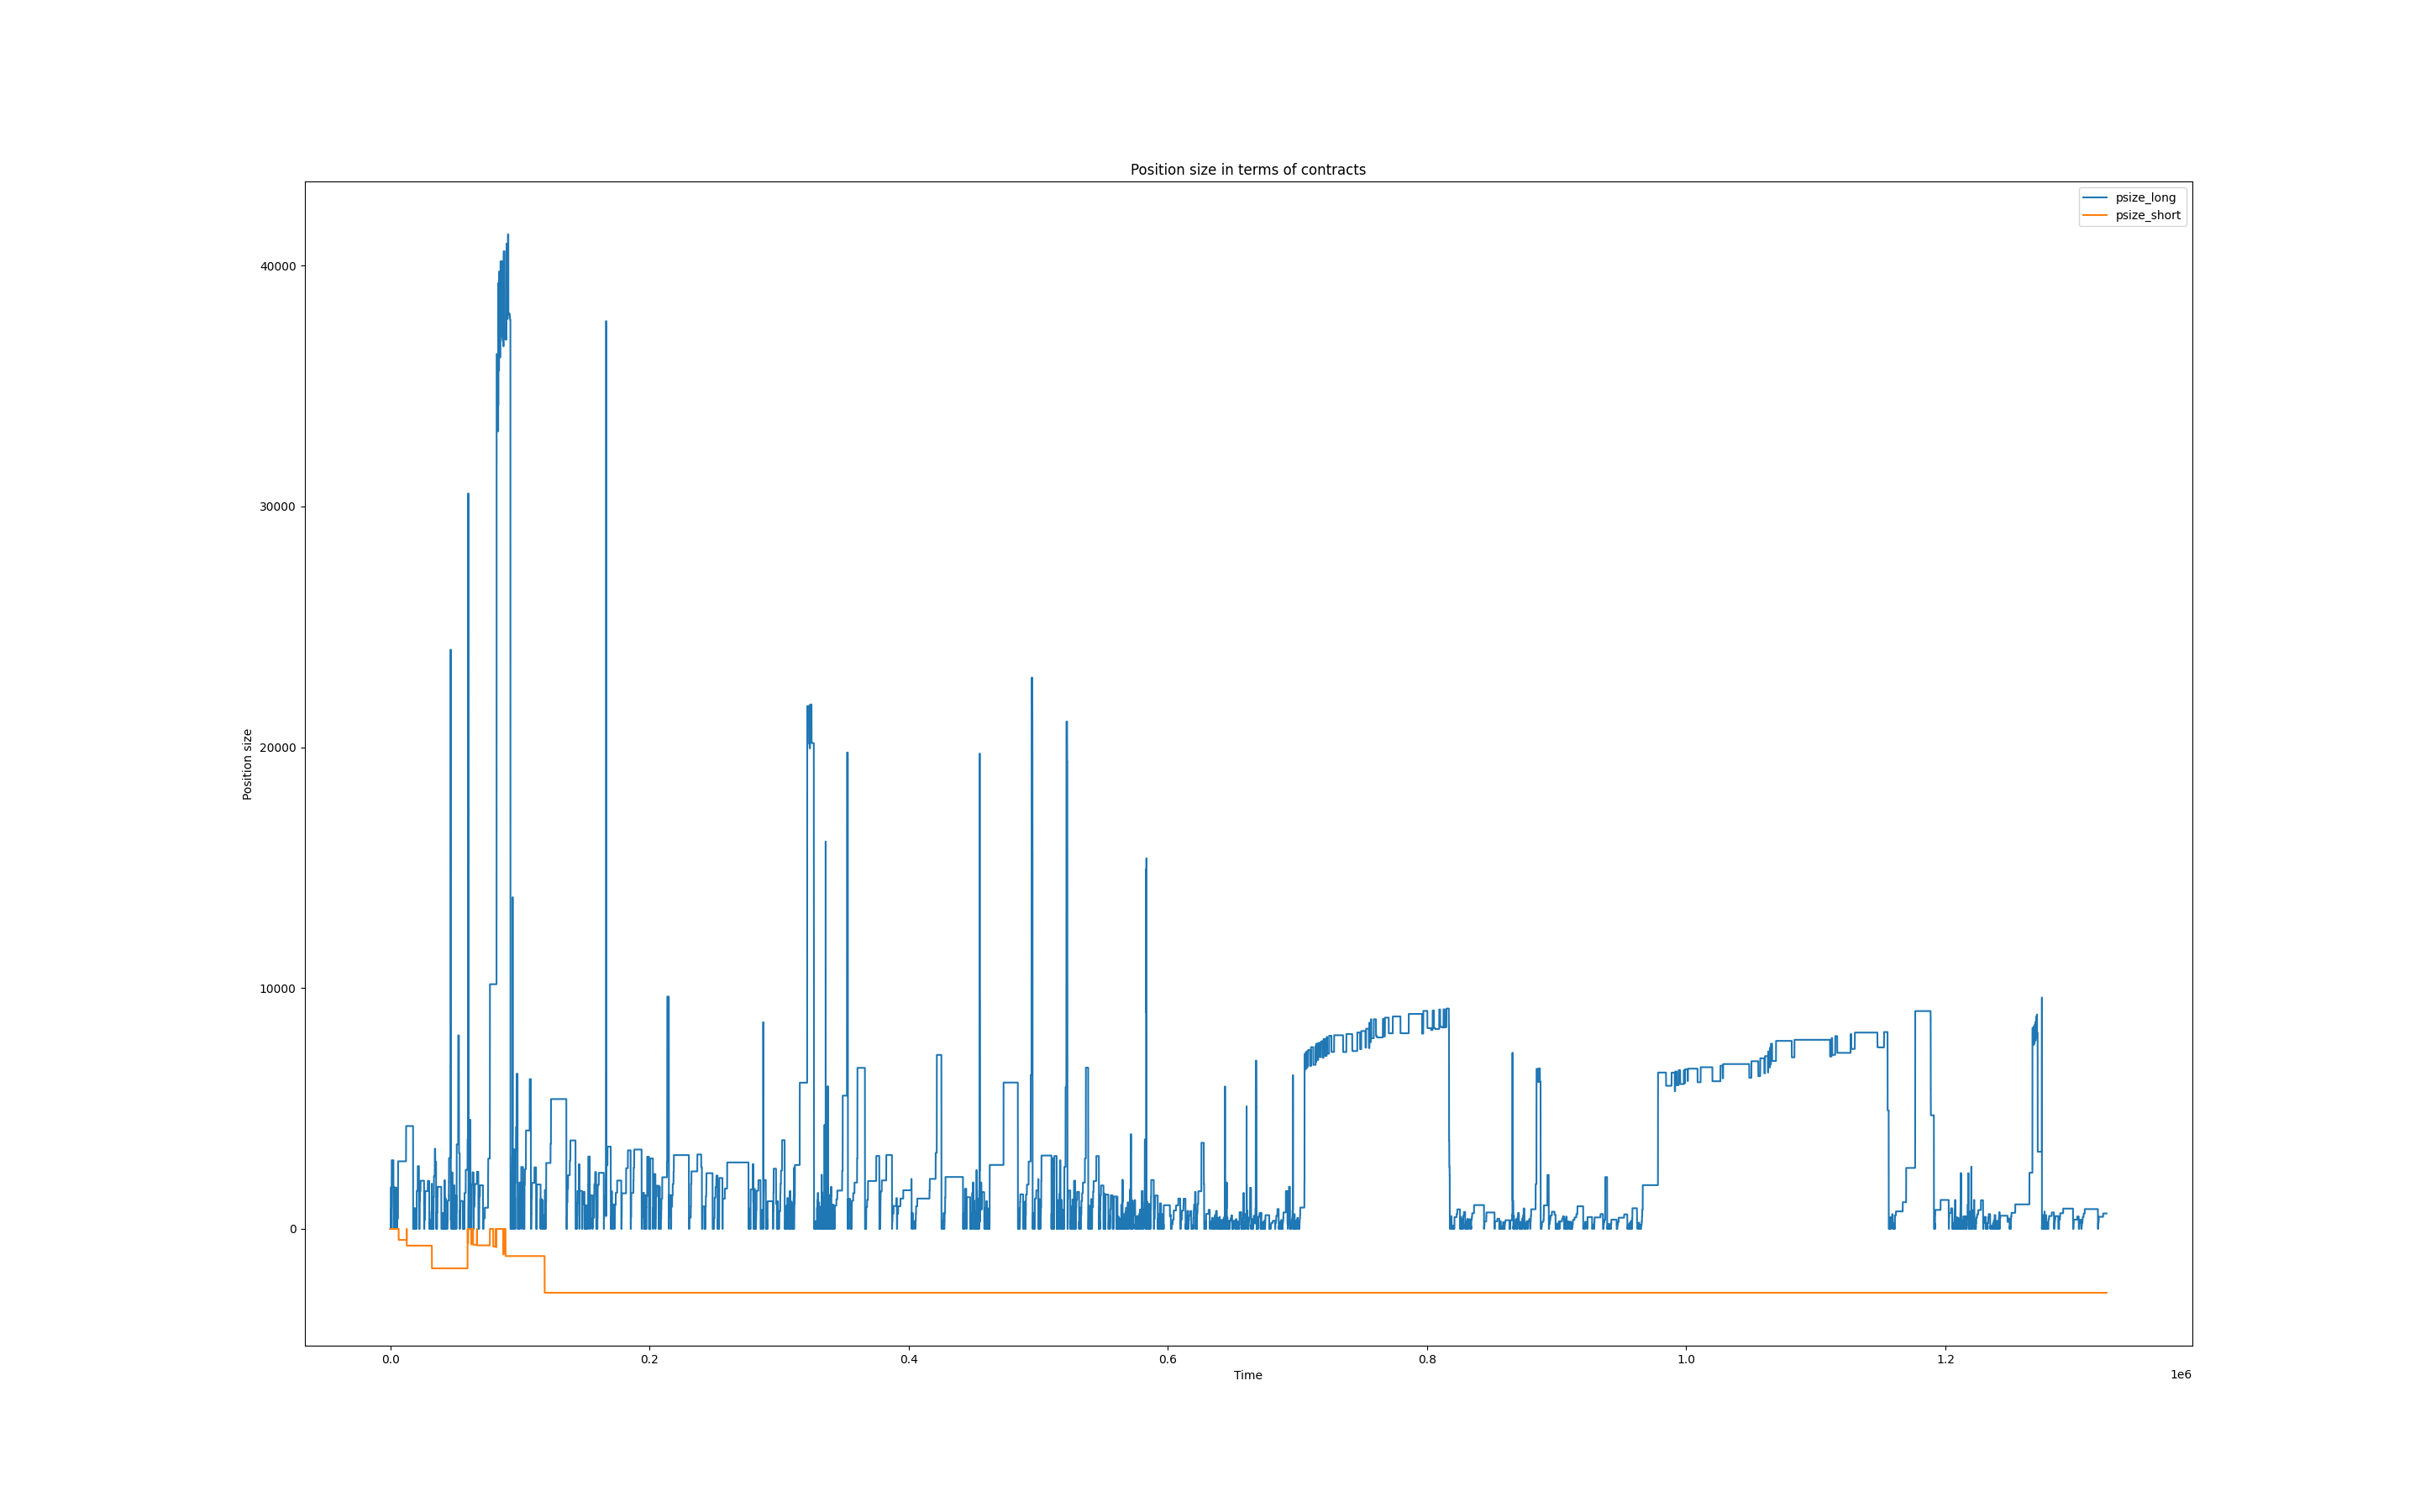 Position size in terms of contracts
psize_long
psize_short
40000
30000
20000
10000
0
Position size
0.0 0.2 0.4 0.6 0.8 1.0 1.2
Time
1e6